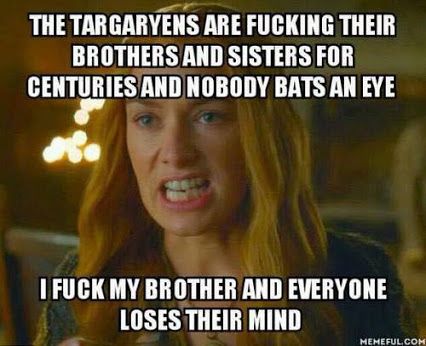 THE TARGARYENS ARE FUCKING THEIR
BROTHERS AND SISTERS FOR
CENTURIES AND NOBODY BATS AN EYE
I FUCK MY BROTHER AND EVERYONE
LOSES THEIR MIND
MEMEFUL.COM